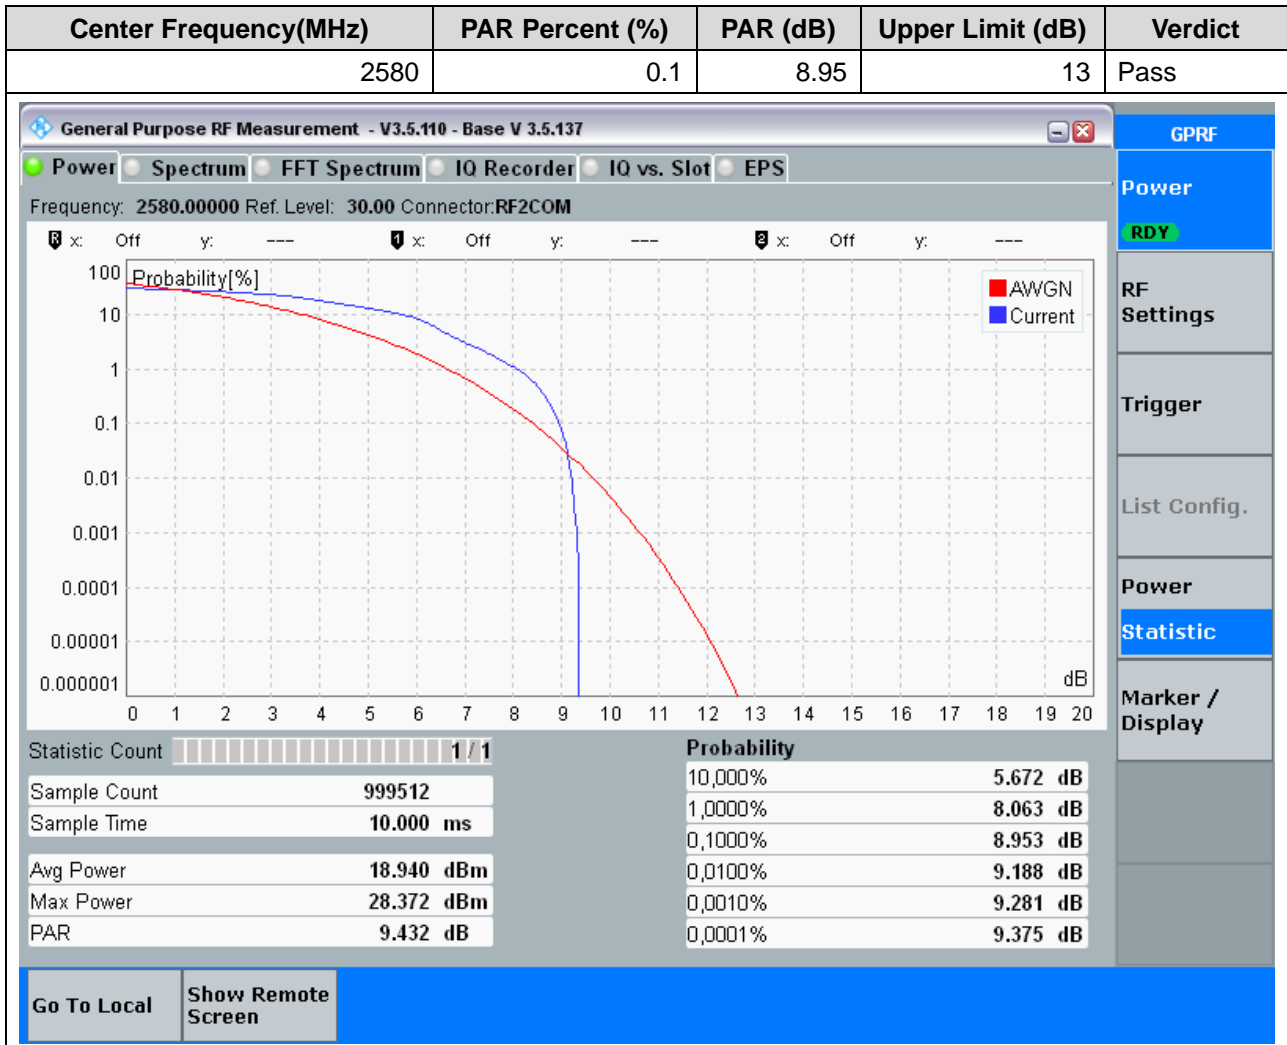 Center Frequency(MHz) PAR Percent (%) PAR (dB) Upper Limit (dB) Verdict
2580 0.1 8.95 13 Pass
General Purpose RF Measurement - V3.5.110 - Base V 3.5.137
GPRF
Power Spectrum FFT Spectrum IQ Recorder IQ vs. Slot EPS
Frequency: 2580.00000 Ref. Level: 30.00 Connector:RF2COM
R x: Off y: --- 1 x: Off y: --- 2 x: Off y: ---
Power
RDY
RF
Settings
Trigger
List Config.
Power
Statistic
Marker /
Display
Probability[%]
AWGN
Current
100
10
1
0.1
0.01
0.001
0.0001
0.00001
0.000001
dB
0 1 2 3 4 5 6 7 8 9 10 11 12 13 14 15 16 17 18 19 20
Statistic Count 1 / 1
Sample Count 999512
Sample Time 10.000 ms
Avg Power 18.940 dBm
Max Power 28.372 dBm
PAR 9.432 dB
Probability
10,000% 5.672 dB
1,0000% 8.063 dB
0,1000% 8.953 dB
0,0100% 9.188 dB
0,0010% 9.281 dB
0,0001% 9.375 dB
Go To Local
Show Remote
Screen